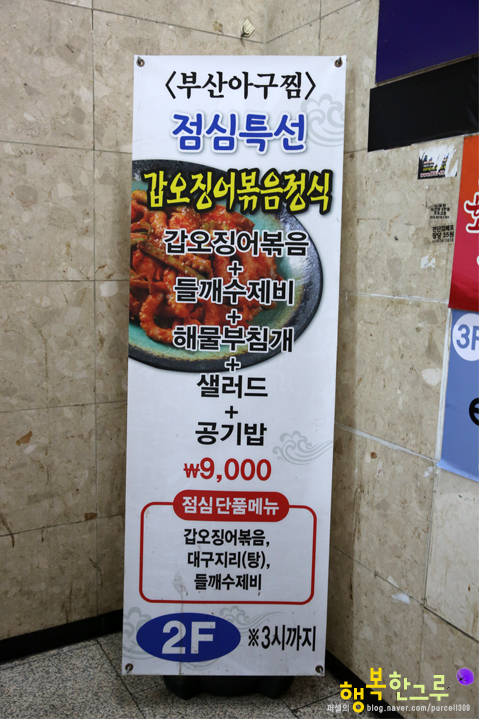 <부산아구찜>
점심특선
갑오징어볶음정식
갑오징어볶음
+
들깨수제비
+
해물부침개
+
샐러드
+
공기밥
₩9,000
점심단품메뉴
갑오징어볶음,
대구지리(탕),
들깨수제비
2F ※3시까지
3F
행복한그루
퍼셀의 blog.naver.com/purcell309